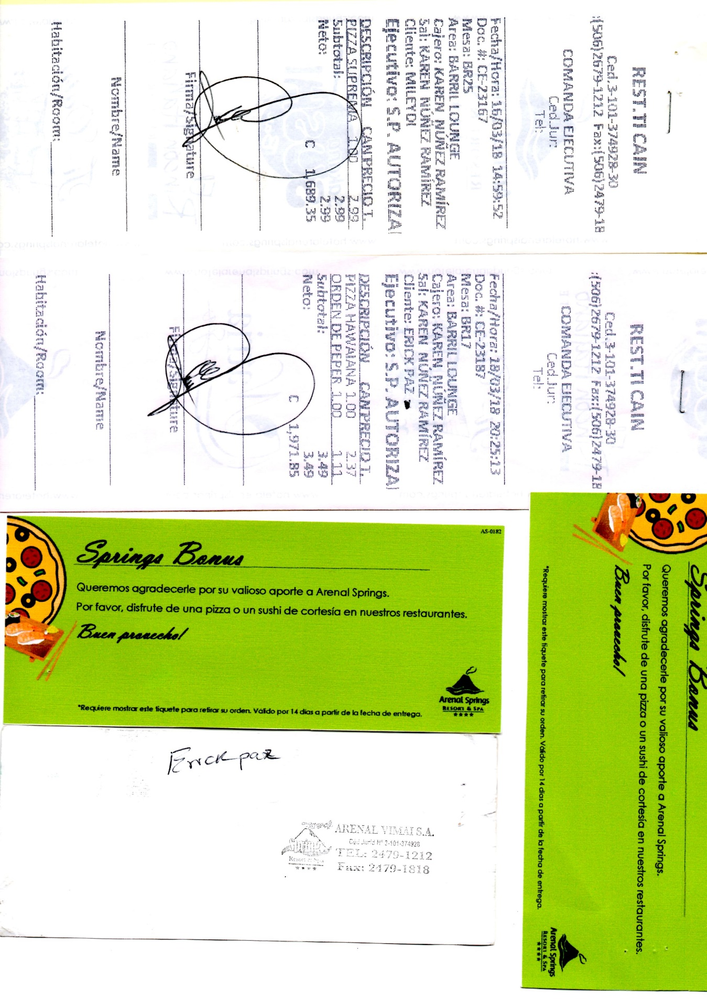 REST.TI CAIN
Ced.3-101-374928-30
:(506)2679-1212 Fax:(506)2479-18
COMANDA EJECUTIVA
Ced.Jur:
Tel:
Fecha/Hora: 16/03/18 14:59:52
Doc #: CE-23167
Mesa: BR25
Area: BARRIL LOUNGE
Cajero: KAREN NÚÑEZ RAMÍREZ
Sal: KAREN NÚÑEZ RAMÍREZ
Cliente: MILEYDI
Ejecutivo: S.P. AUTORIZA
DESCRIPCIÓN CANTPRECIO T.
PIZZA SUPREMA 1.00 2.99
Subtotal: 2.99
Neto: 2.99
C 1,689.35
Firma/Signature
Nombre/Name
Habitación/Room:
REST.TI CAIN
Ced.3-101-374928-30
:(506)2679-1212 Fax:(506)2479-18
COMANDA EJECUTIVA
Ced.Jur:
Tel:
Fecha/Hora: 18/03/18 20:25:13
Doc #: CE-23187
Mesa: BR17
Area: BARRIL LOUNGE
Cajero: KAREN NÚÑEZ RAMÍREZ
Sal: KAREN NÚÑEZ RAMÍREZ
Cliente: ERICK PAZ
Ejecutivo: S.P. AUTORIZA
DESCRIPCIÓN CANTPRECIO T.
PIZZA HAWAIANA 1.00 2.37
ORDEN DE PEPER 1.00 1.11
Subtotal: 3.49
Neto: 3.49
C 1,971.85
Firma/Signature
Nombre/Name
Habitación/Room:
AS-0182
Springs Bonus
Queremos agradecerle por su valioso aporte a Arenal Springs.
Por favor, disfrute de una pizza o un sushi de cortesía en nuestros restaurantes.
Buen provecho!
Arenal Springs
RESORT & SPA
*Requiere mostrar este tiquete para retirar su orden. Válido por 14 días a partir de la fecha de entrega.
Erick paz
ARENAL VIMAI S.A.
Céd Juríd N° 3-101-374928
TEL: 2479-1212
Fax: 2479-1818
Arenal
Springs
Resort & Spa
Springs Bonus
Queremos agradecerle por su valioso aporte a Arenal Springs.
Por favor, disfrute de una pizza o un sushi de cortesía en nuestros restaurantes.
Buen provecho!
*Requiere mostrar este tiquete para retirar su orden. Válido por 14 días a partir de la fecha de entrega.
Arenal Springs
RESORT & SPA